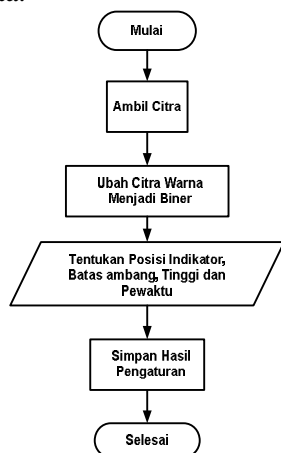 Mulai
Ambil Citra
Ubah Citra Warna
Menjadi Biner
Tentukan Posisi Indikator,
Batas ambang, Tinggi dan
Pewaktu
Simpan Hasil
Pengaturan
Selesai